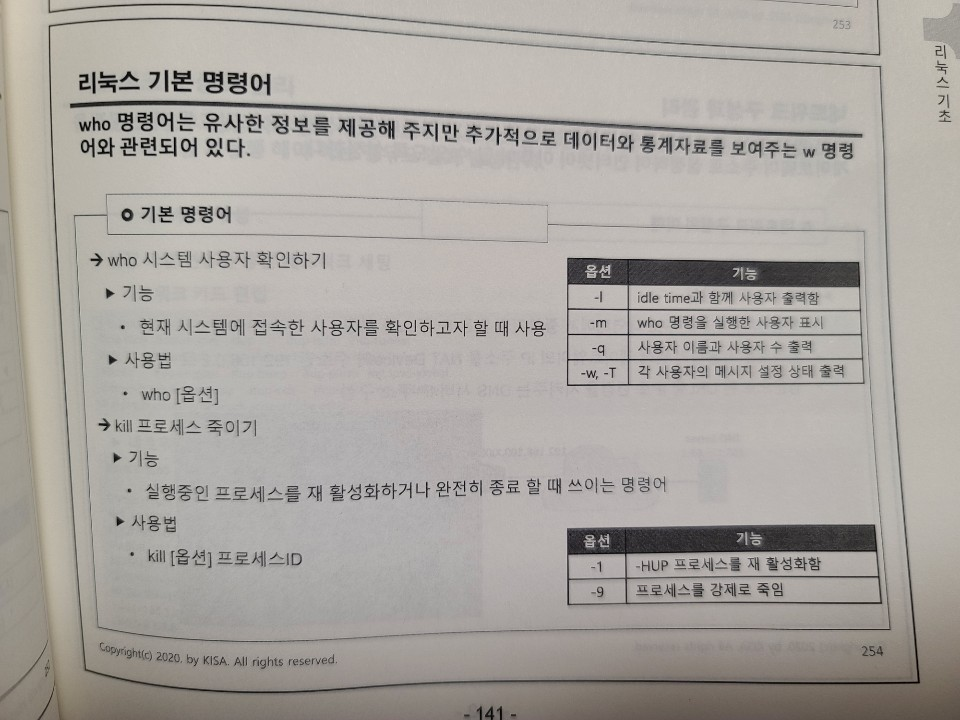 253
리눅스 기초
리눅스 기본 명령어
who 명령어는 유사한 정보를 제공해 주지만 추가적으로 데이터와 통계자료를 보여주는 w 명령
어와 관련되어 있다.
기본 명령어
→ who 시스템 사용자 확인하기
▶ 기능
• 현재 시스템에 접속한 사용자를 확인하고자 할 때 사용
▶ 사용법
• who [옵션]
옵션 기능
-l idle time과 함께 사용자 출력함
-m who 명령을 실행한 사용자 표시
-q 사용자 이름과 사용자 수 출력
-w, -T 각 사용자의 메시지 설정 상태 출력
→ kill 프로세스 죽이기
▶ 기능
• 실행중인 프로세스를 재 활성화하거나 완전히 종료 할 때 쓰이는 명령어
▶ 사용법
• kill [옵션] 프로세스ID
옵션 기능
-1 -HUP 프로세스를 재 활성화함
-9 프로세스를 강제로 죽임
Copyright(c) 2020. by KISA. All rights reserved.
254
- 141 -